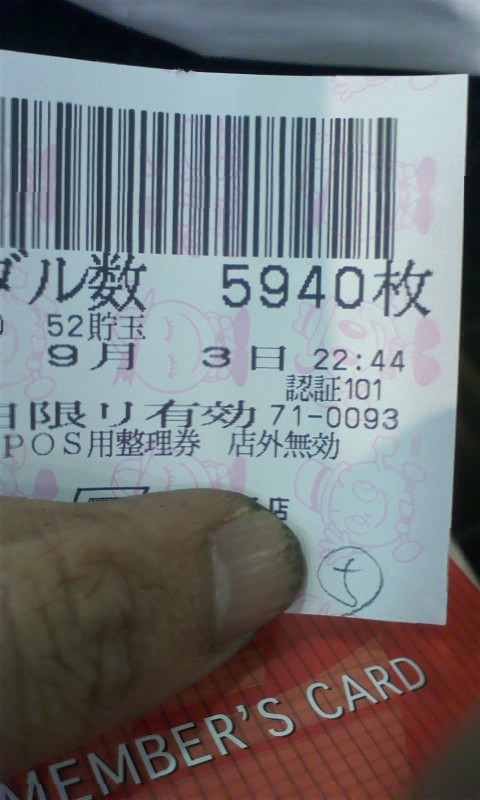 ダル数 5940枚
52貯玉
9月 3日 22:44
認証101
日限り有効 71-0093
POS用整理券 店外無効
店
ち
MEMBER'S CARD